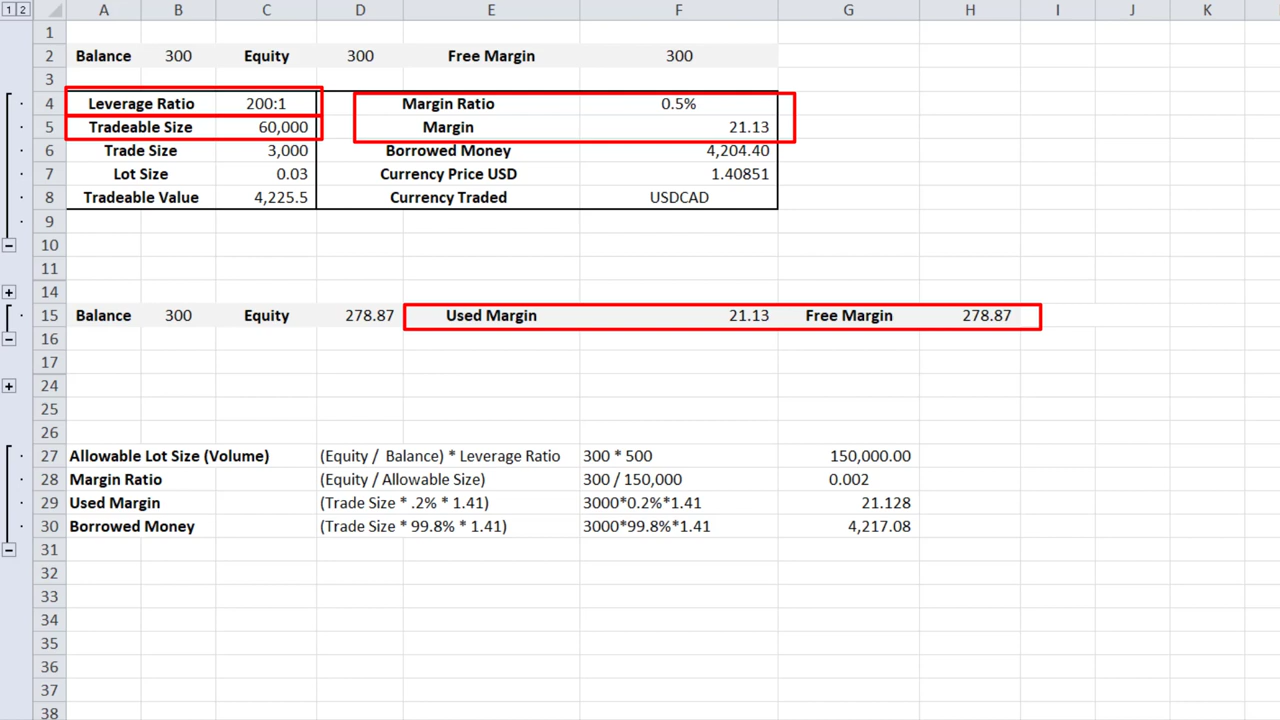 1 2 A B C D E F G H I J K
1
2 Balance 300 Equity 300 Free Margin 300
3
4 Leverage Ratio 200:1 Margin Ratio 0.5%
5 Tradeable Size 60,000 Margin 21.13
6 Trade Size 3,000 Borrowed Money 4,204.40
7 Lot Size 0.03 Currency Price USD 1.40851
8 Tradeable Value 4,225.5 Currency Traded USDCAD
9
10
11
14
15 Balance 300 Equity 278.87 Used Margin 21.13 Free Margin 278.87
16
17
24
25
26
27 Allowable Lot Size (Volume) (Equity / Balance) * Leverage Ratio 300 * 500 150,000.00
28 Margin Ratio (Equity / Allowable Size) 300 / 150,000 0.002
29 Used Margin (Trade Size * .2% * 1.41) 3000*0.2%*1.41 21.128
30 Borrowed Money (Trade Size * 99.8% * 1.41) 3000*99.8%*1.41 4,217.08
31
32
33
34
35
36
37
38